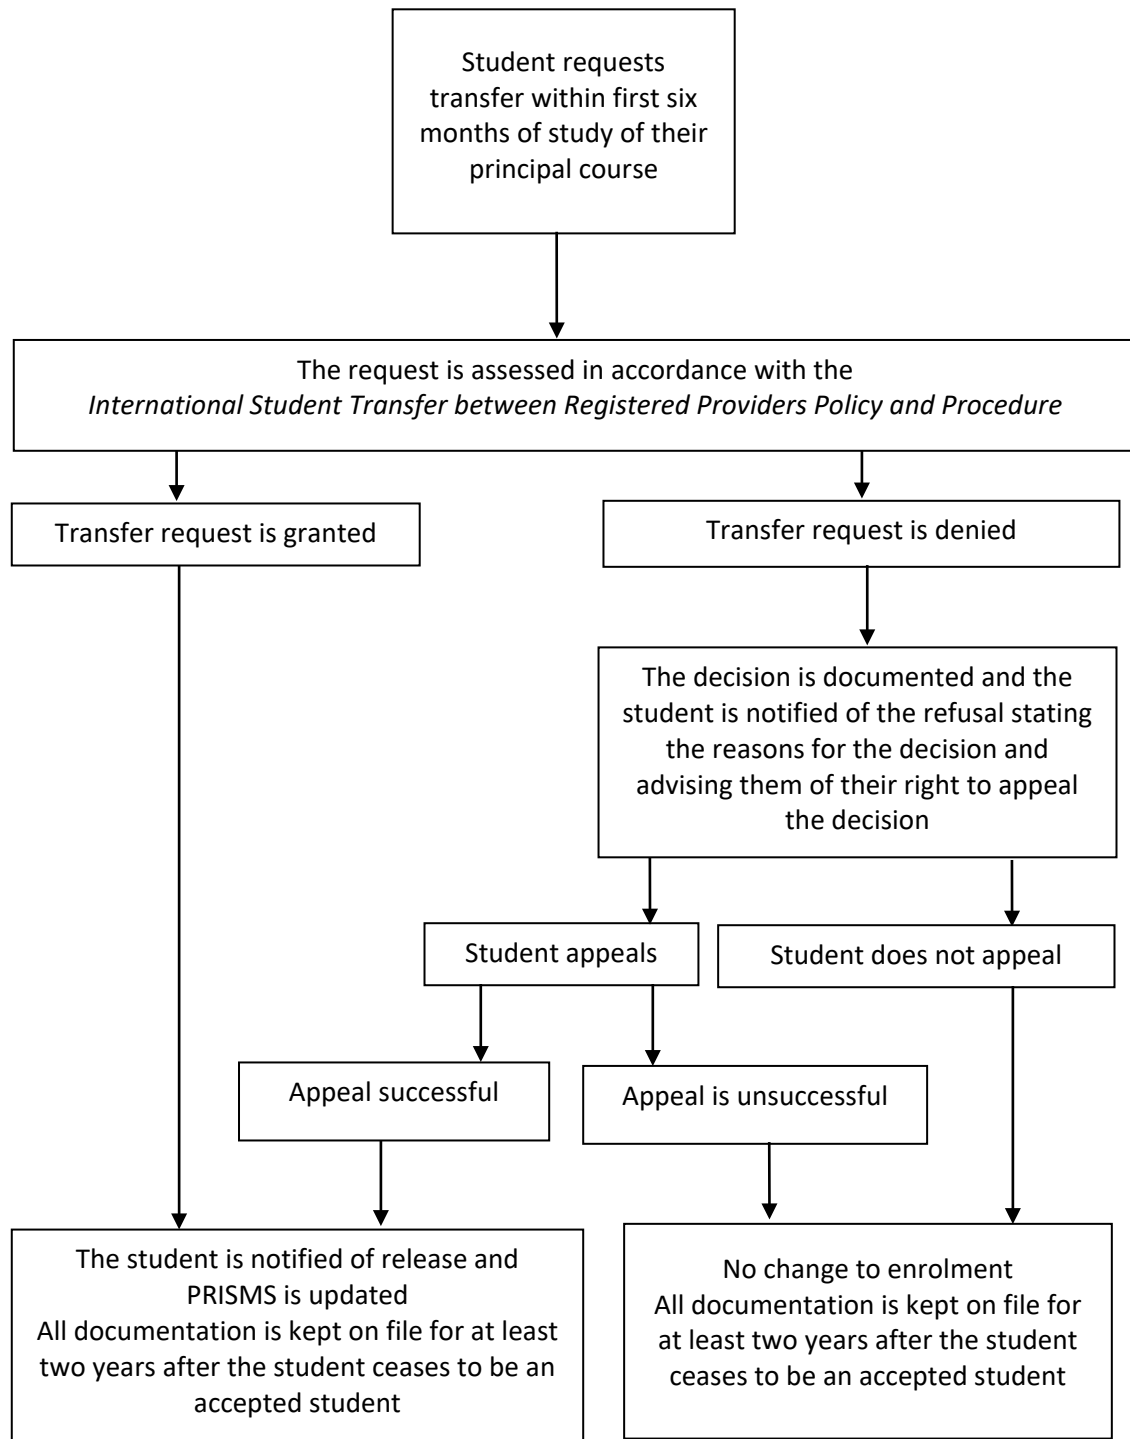 Student requests
transfer within first six
months of study of their
principal course
The request is assessed in accordance with the
International Student Transfer between Registered Providers Policy and Procedure
Transfer request is granted
Transfer request is denied
The decision is documented and the
student is notified of the refusal stating
the reasons for the decision and
advising them of their right to appeal
the decision
Student appeals
Student does not appeal
Appeal successful
Appeal is unsuccessful
The student is notified of release and
PRISMS is updated
All documentation is kept on file for at least
two years after the student ceases to be an
accepted student
No change to enrolment
All documentation is kept on file for
at least two years after the student
ceases to be an accepted student